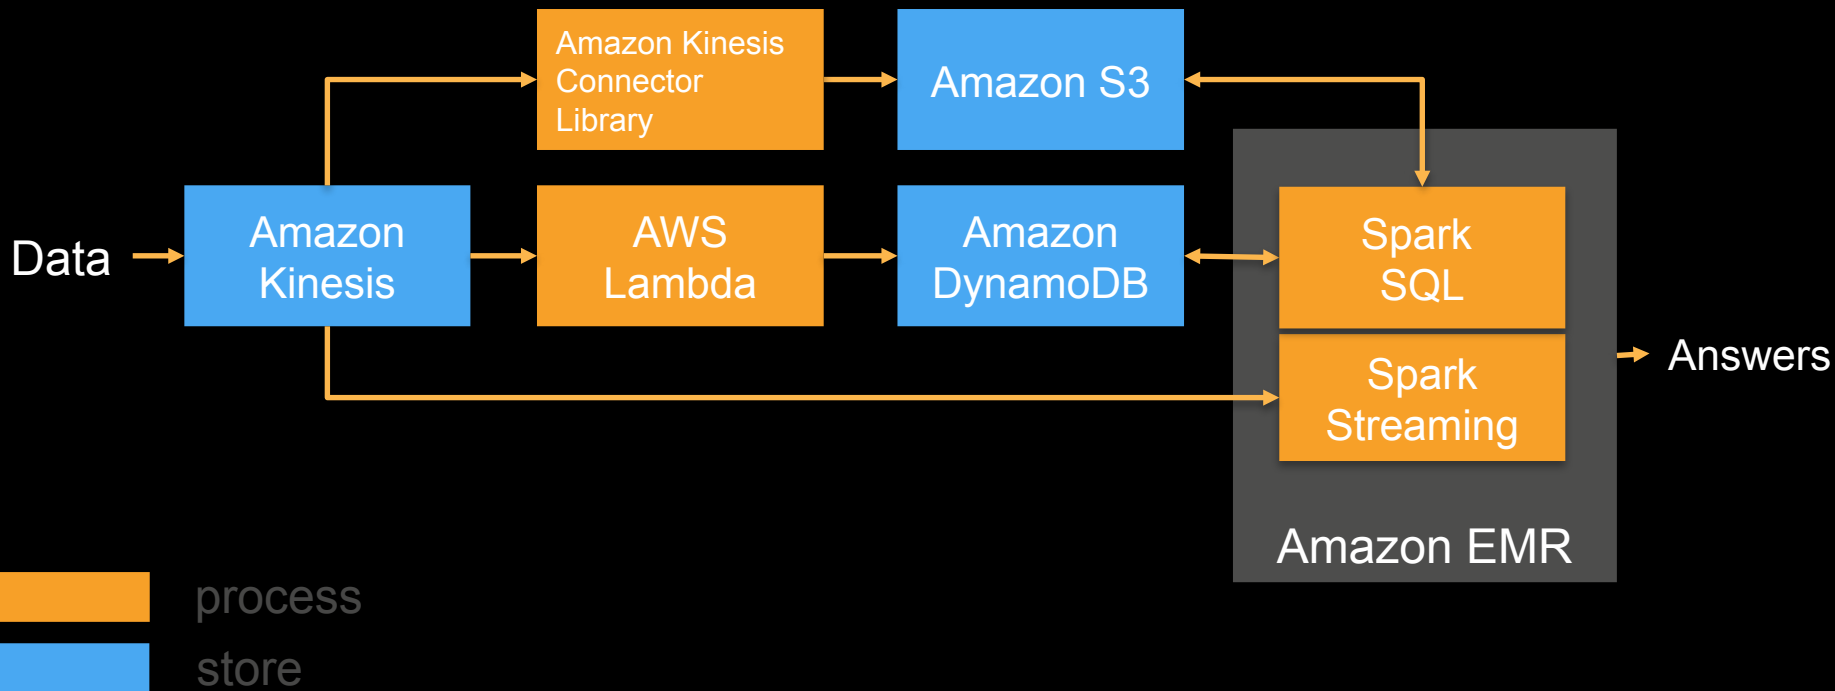 Amazon Kinesis
Connector
Library
Amazon S3
Data
Amazon
Kinesis
AWS
Lambda
Amazon
DynamoDB
Spark
SQL
Spark
Streaming
Answers
Amazon EMR
process
store